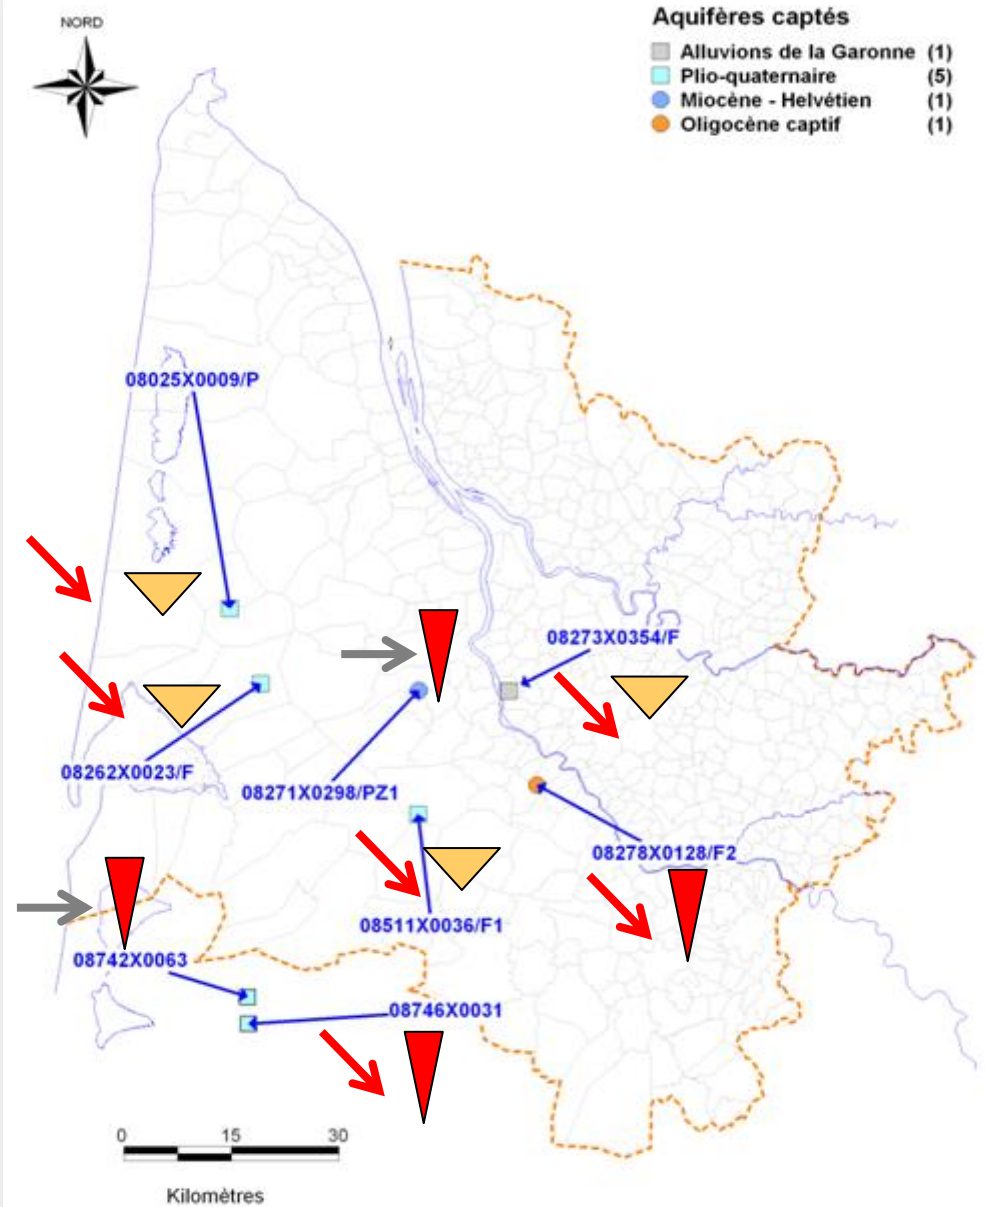 NORD
Aquifères captés
Alluvions de la Garonne (1)
Plio-quaternaire (5)
Miocène - Helvétien (1)
Oligocène captif (1)
08025X0009/P
08273X0354/F
08262X0023/F
08271X0298/PZ1
08278X0128/F2
08511X0036/F1
08742X0063
08746X0031
0 15 30
Kilomètres